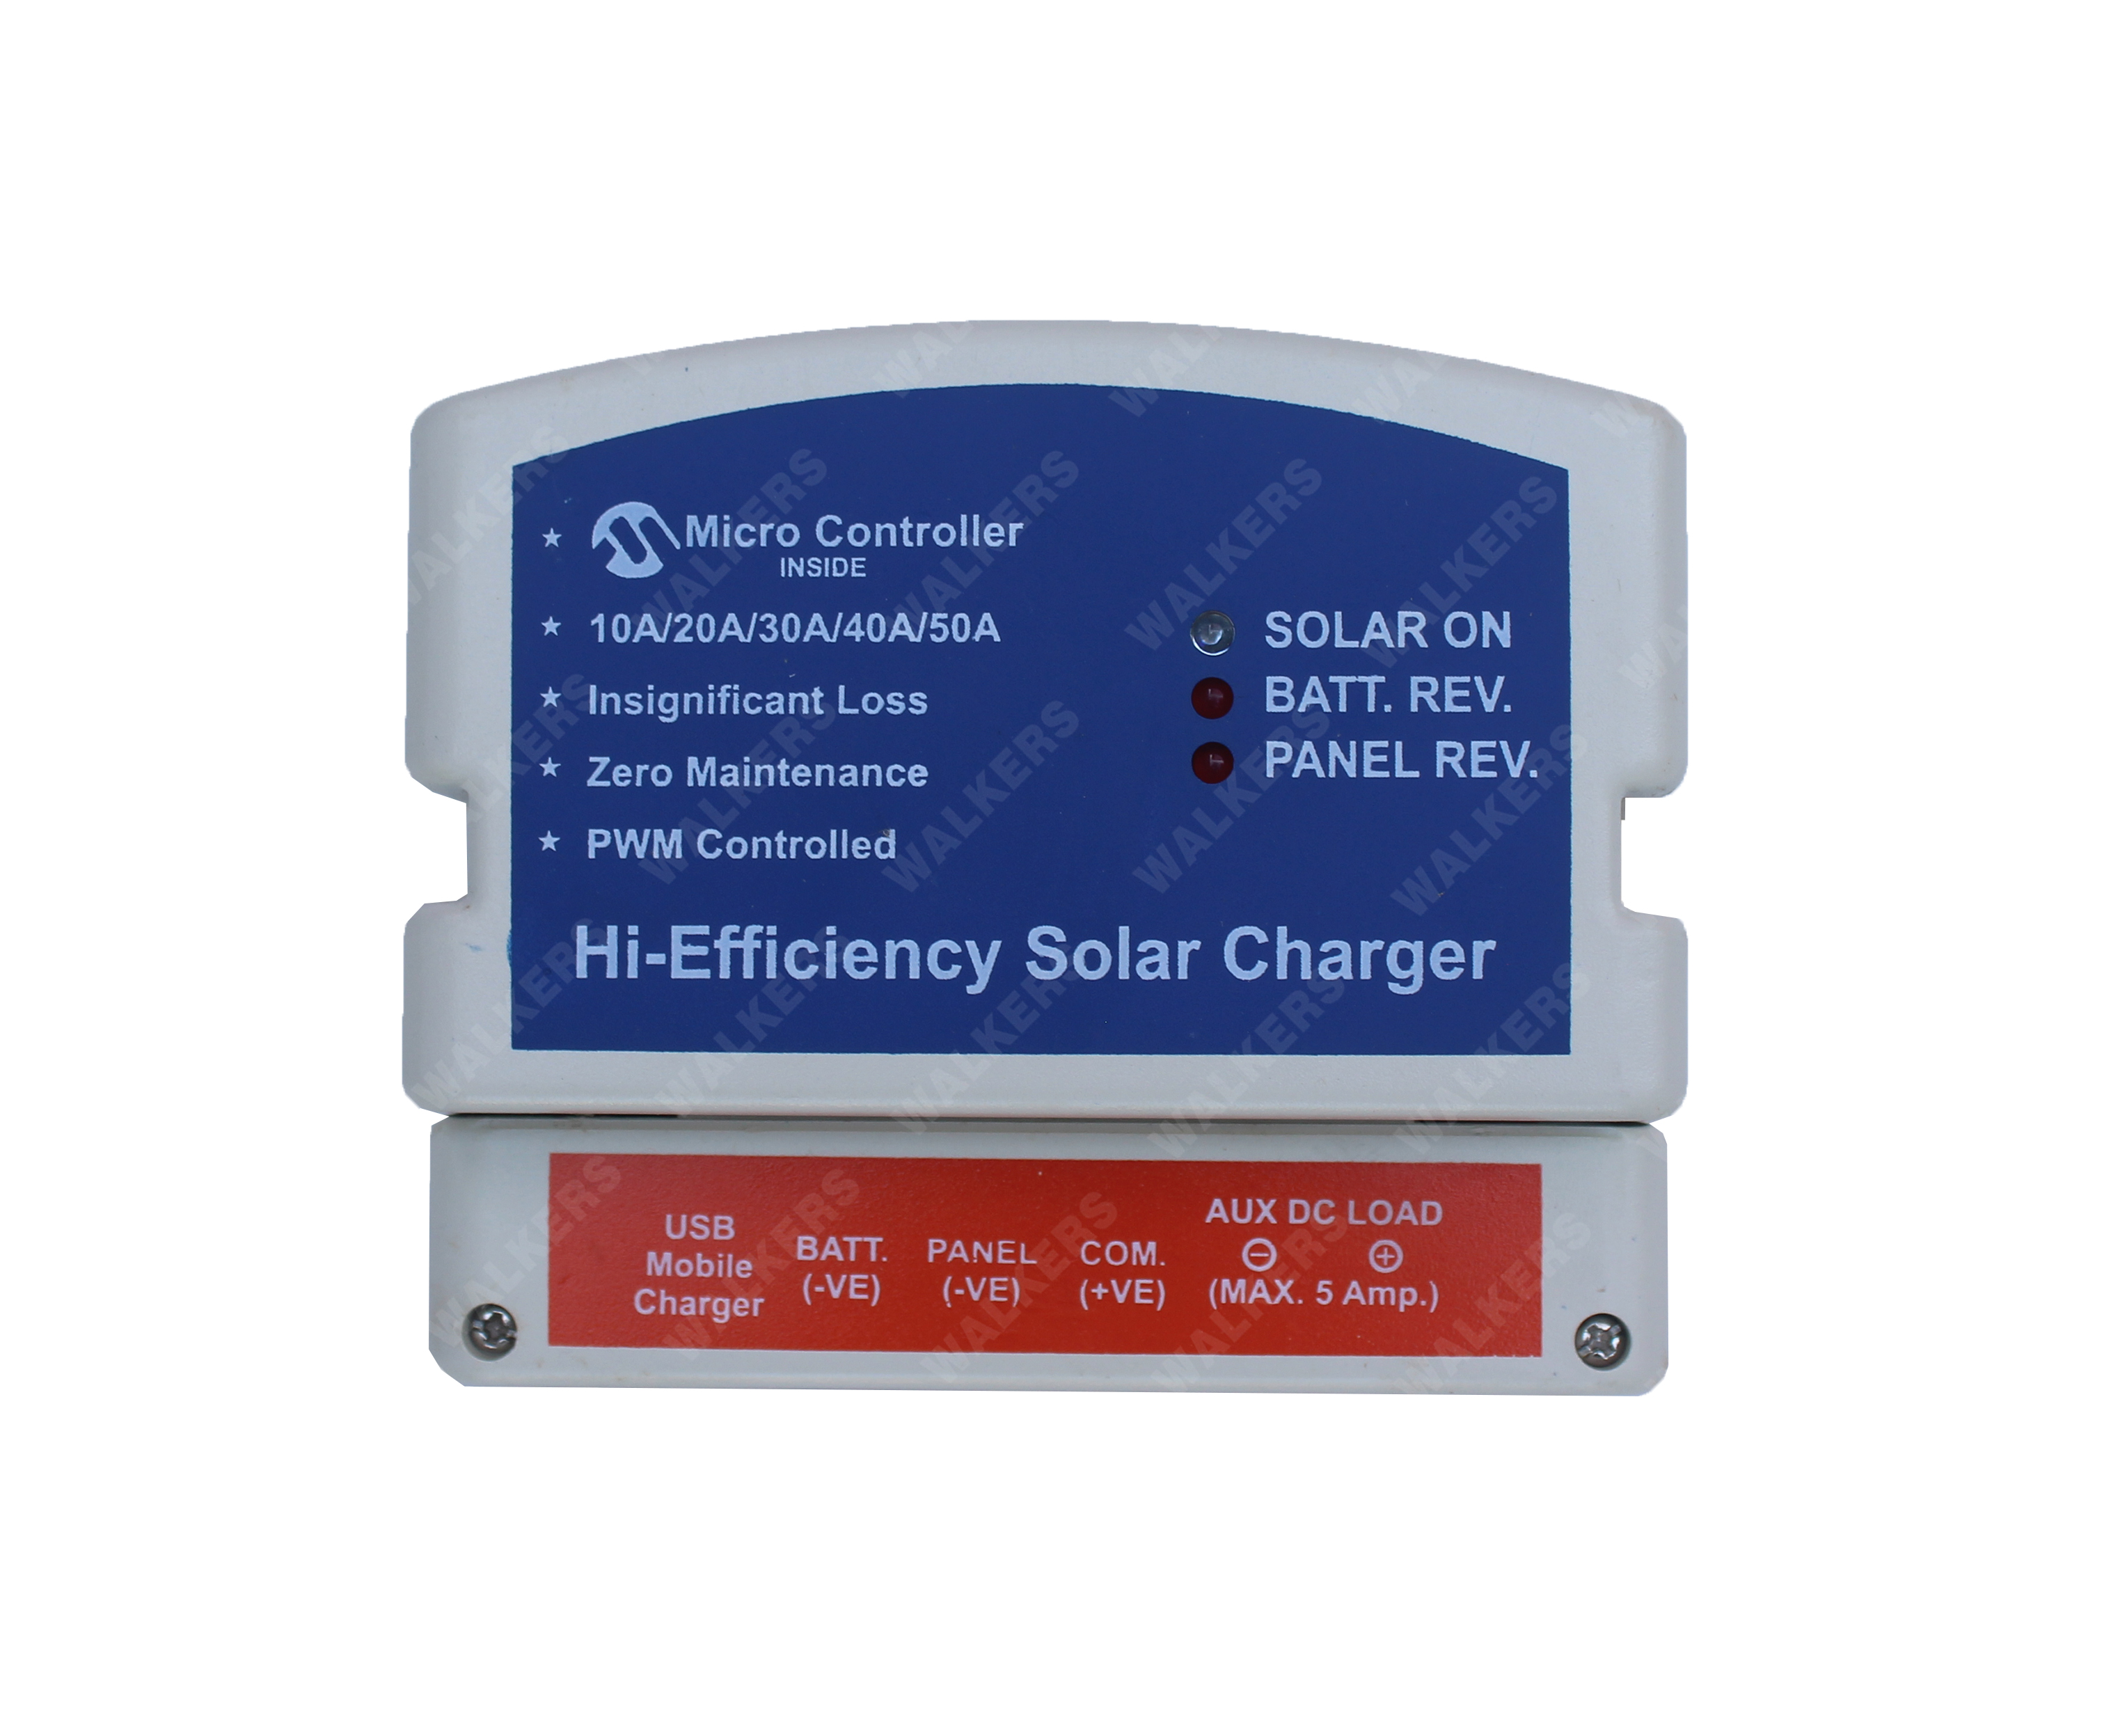 Micro Controller
INSIDE
10A/20A/30A/40A/50A
Insignificant Loss
Zero Maintenance
PWM Controlled
SOLAR ON
BATT. REV.
PANEL REV.
Hi-Efficiency Solar Charger
USB
Mobile
Charger
BATT.
(-VE)
PANEL
(-VE)
COM.
(+VE)
AUX DC LOAD
(MAX. 5 Amp.)
WALKERS